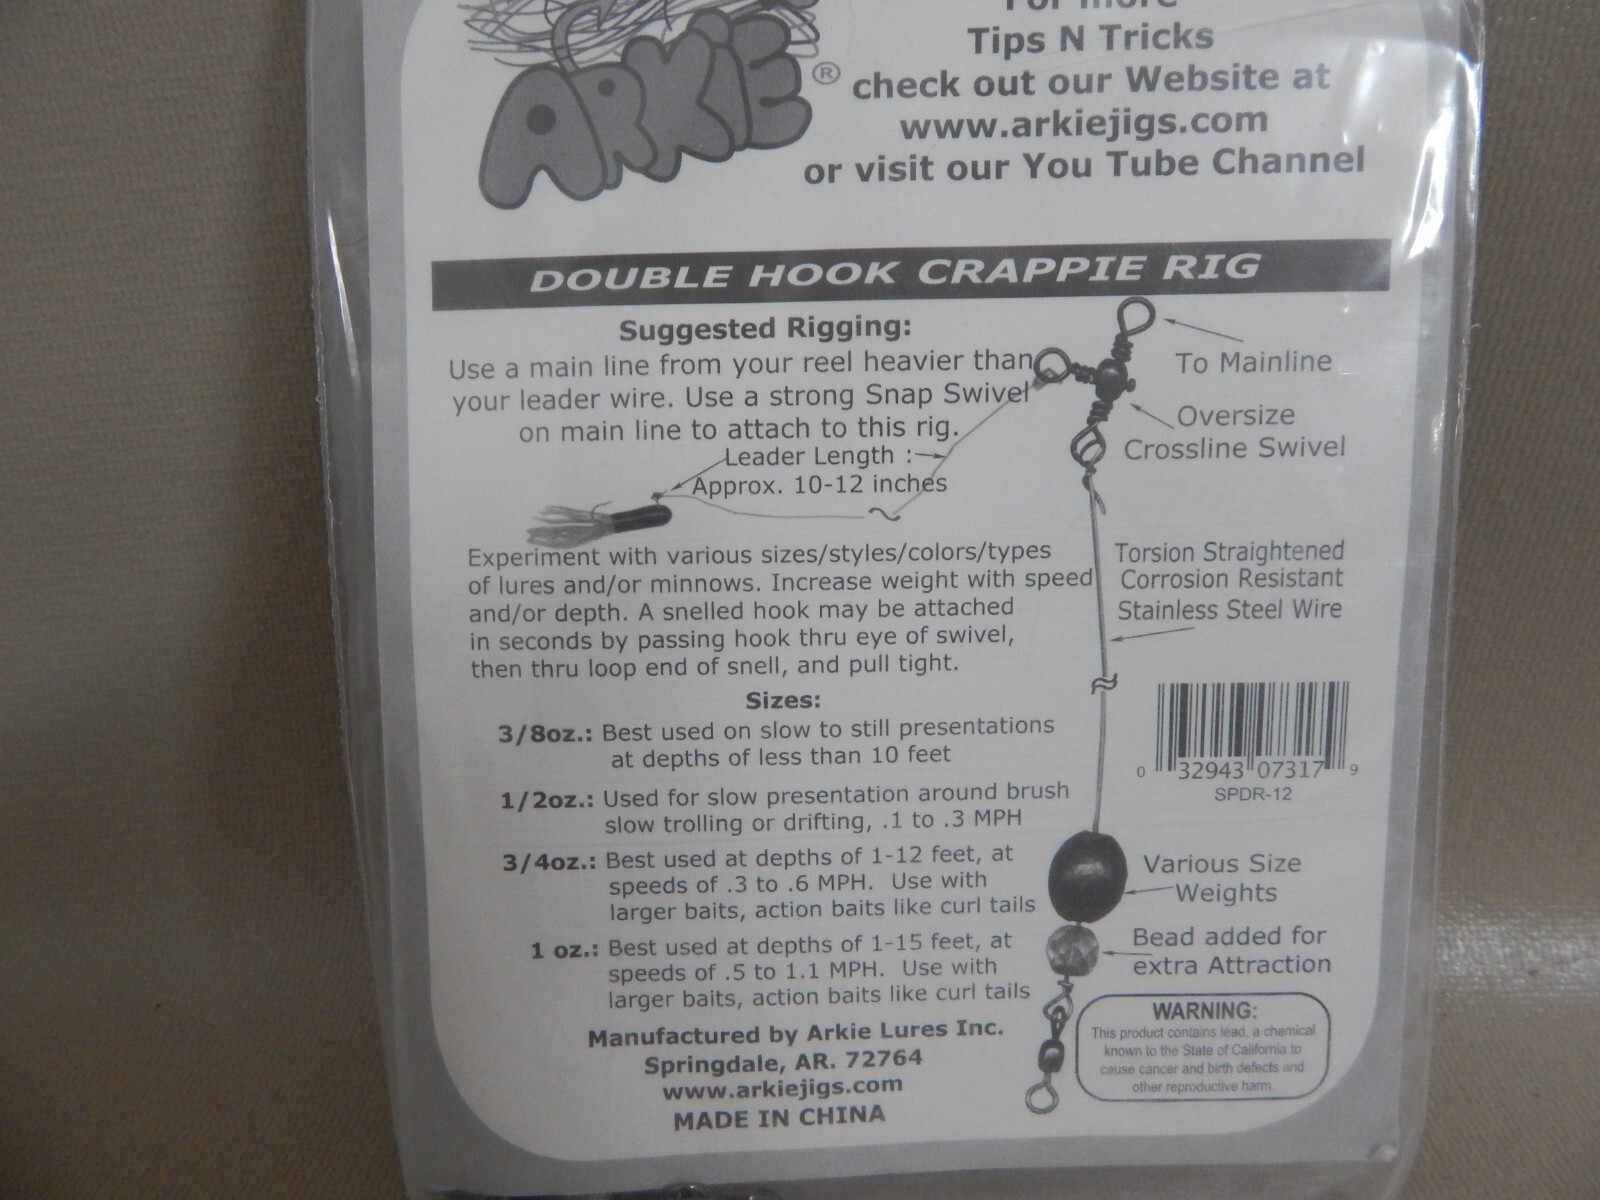 ARKIE®
For more
Tips N Tricks
check out our Website at
www.arkiejigs.com
or visit our You Tube Channel
DOUBLE HOOK CRAPPIE RIG
Suggested Rigging:
Use a main line from your reel heavier than
your leader wire. Use a strong Snap Swivel
on main line to attach to this rig.
Leader Length :
Approx. 10-12 inches
To Mainline
Oversize
Crossline Swivel
Experiment with various sizes/styles/colors/types
of lures and/or minnows. Increase weight with speed
and/or depth. A snelled hook may be attached
in seconds by passing hook thru eye of swivel,
then thru loop end of snell, and pull tight.
Torsion Straightened
Corrosion Resistant
Stainless Steel Wire
Sizes:
3/8oz.: Best used on slow to still presentations
at depths of less than 10 feet
1/2oz.: Used for slow presentation around brush
slow trolling or drifting, .1 to .3 MPH
3/4oz.: Best used at depths of 1-12 feet, at
speeds of .3 to .6 MPH. Use with
larger baits, action baits like curl tails
1 oz.: Best used at depths of 1-15 feet, at
speeds of .5 to 1.1 MPH. Use with
larger baits, action baits like curl tails
0 32943 07317 9
SPDR-12
Various Size
Weights
Bead added for
extra Attraction
Manufactured by Arkie Lures Inc.
Springdale, AR. 72764
www.arkiejigs.com
MADE IN CHINA
WARNING:
This product contains lead, a chemical
known to the State of California to
cause cancer and birth defects and
other reproductive harm.